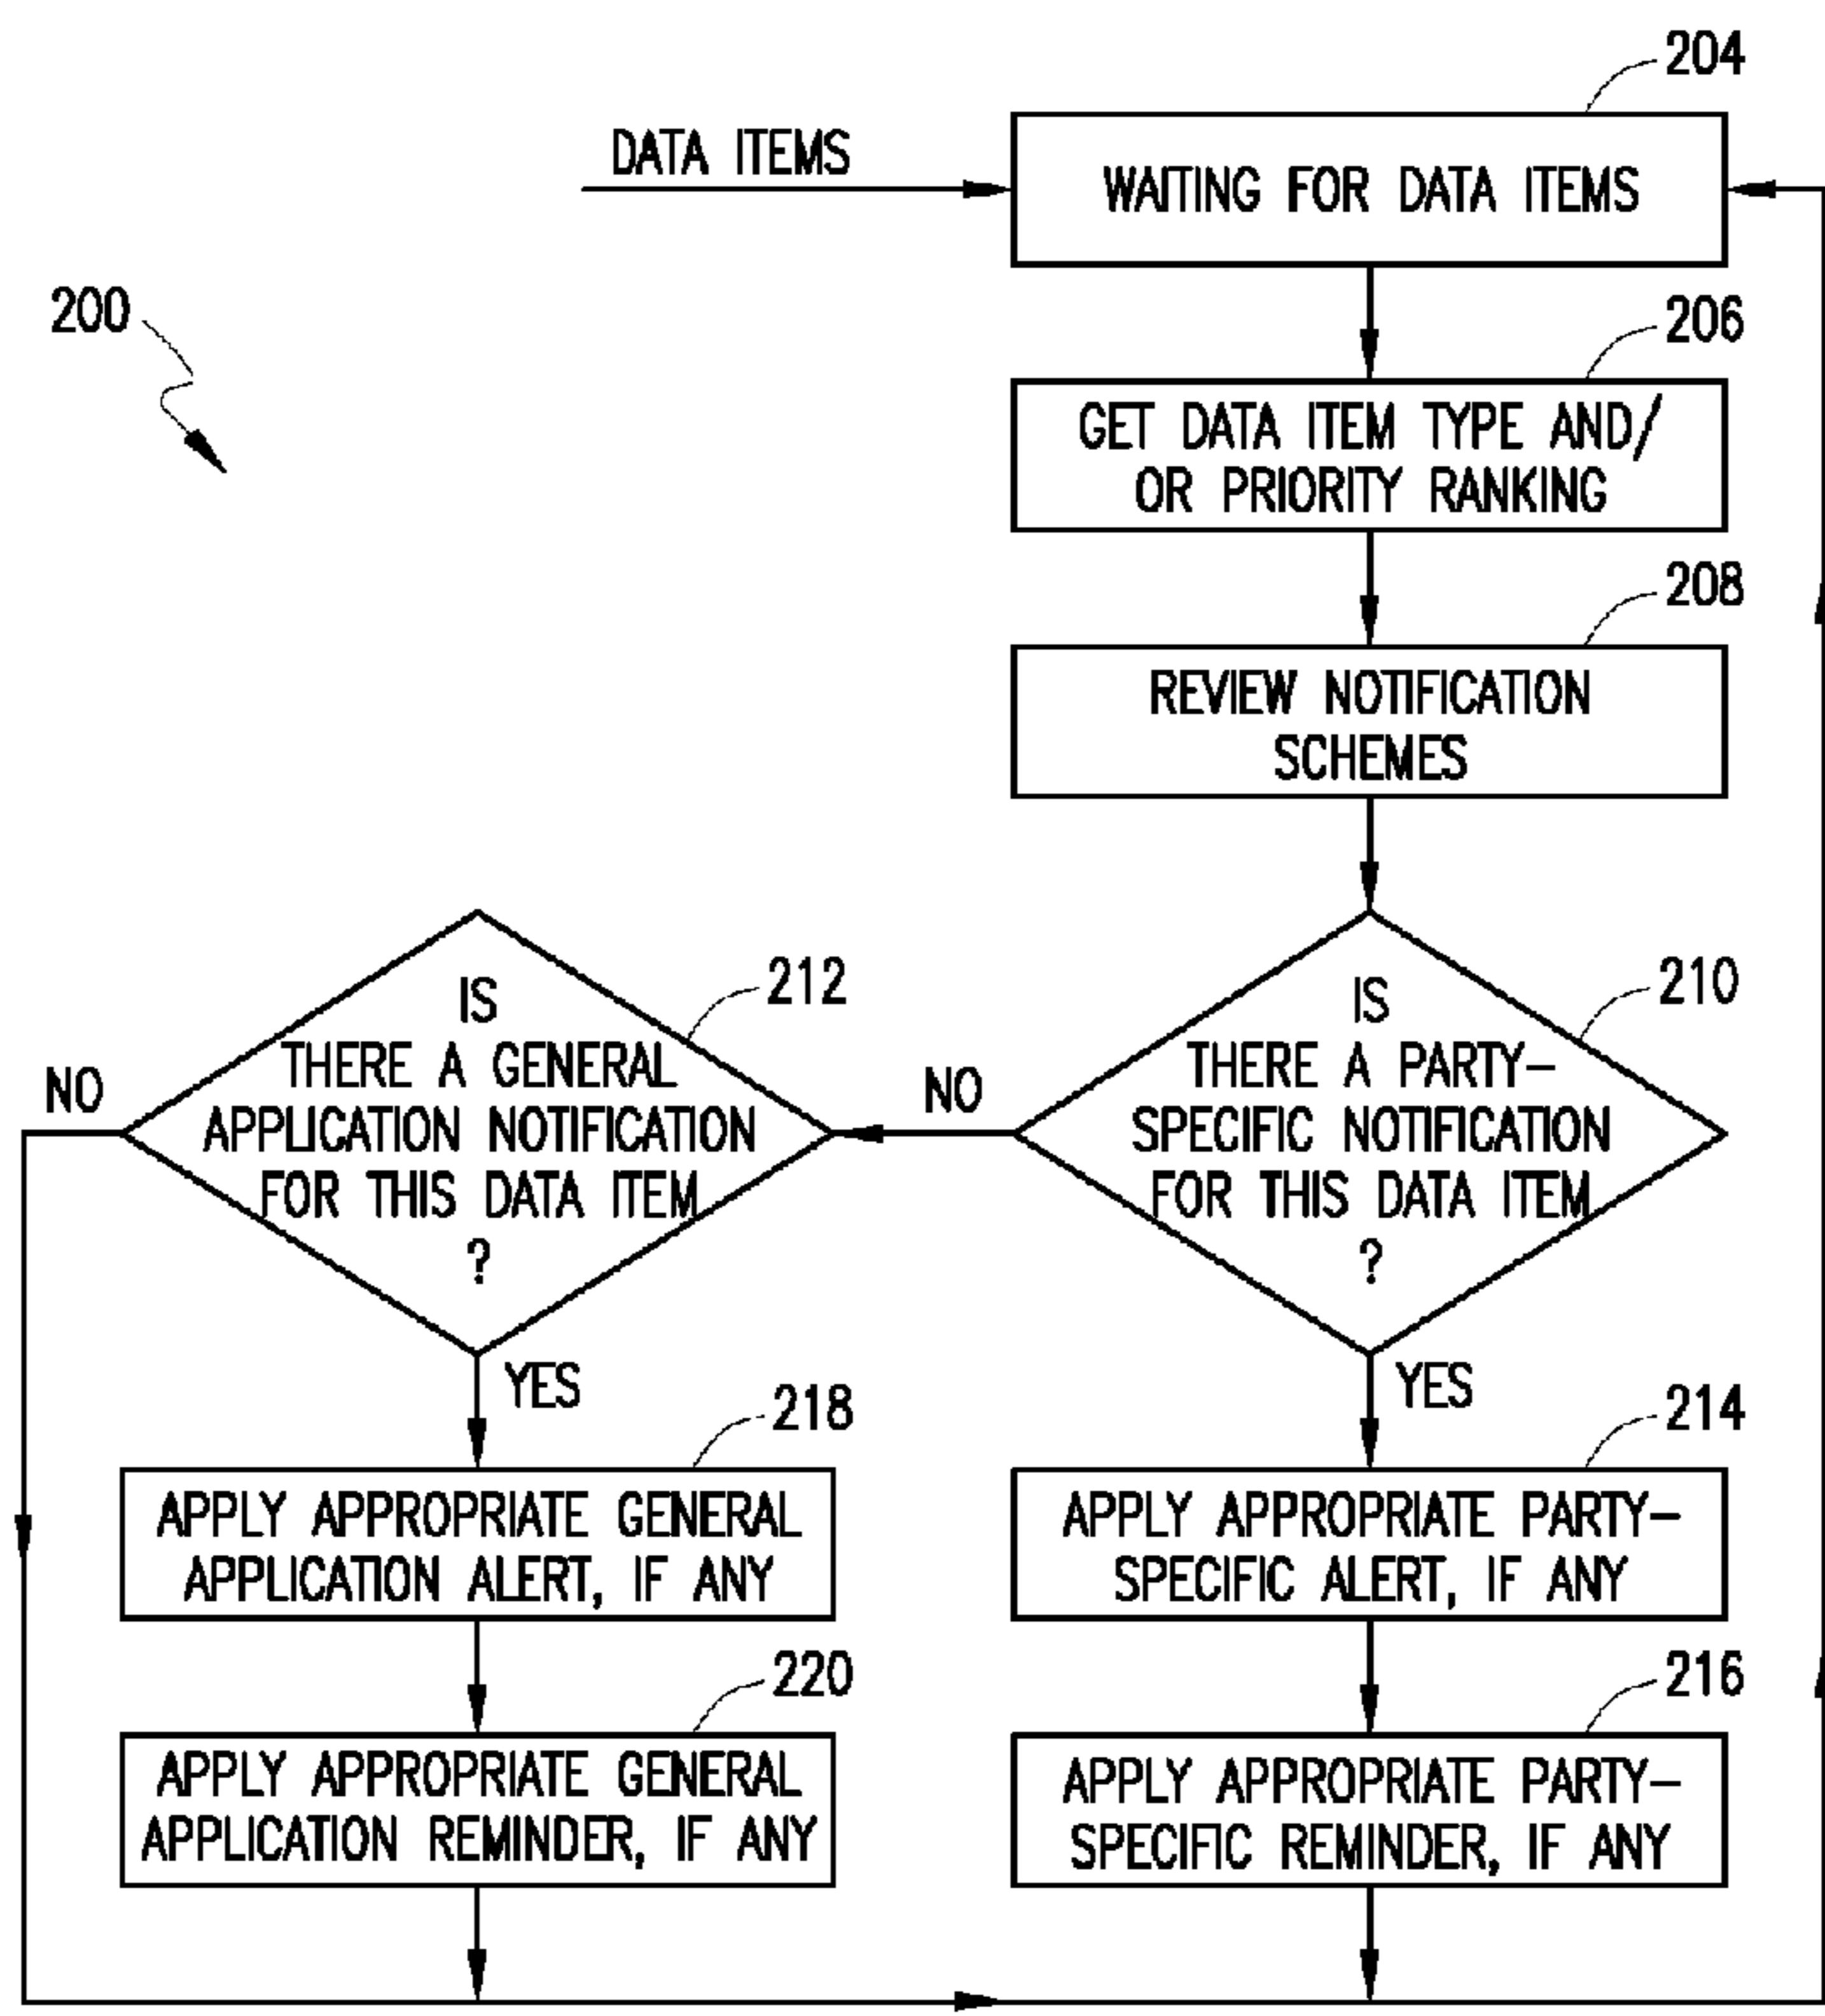 204
DATA ITEMS
WAITING FOR DATA ITEMS
200
206
GET DATA ITEM TYPE AND/
OR PRIORITY RANKING
208
REVIEW NOTIFICATION
SCHEMES
210
IS
THERE A PARTY-
SPECIFIC NOTIFICATION
FOR THIS DATA ITEM
?
NO
212
IS
THERE A GENERAL
APPLICATION NOTIFICATION
FOR THIS DATA ITEM
?
NO
YES
218
APPLY APPROPRIATE GENERAL
APPLICATION ALERT, IF ANY
220
APPLY APPROPRIATE GENERAL
APPLICATION REMINDER, IF ANY
YES
214
APPLY APPROPRIATE PARTY-
SPECIFIC ALERT, IF ANY
216
APPLY APPROPRIATE PARTY-
SPECIFIC REMINDER, IF ANY